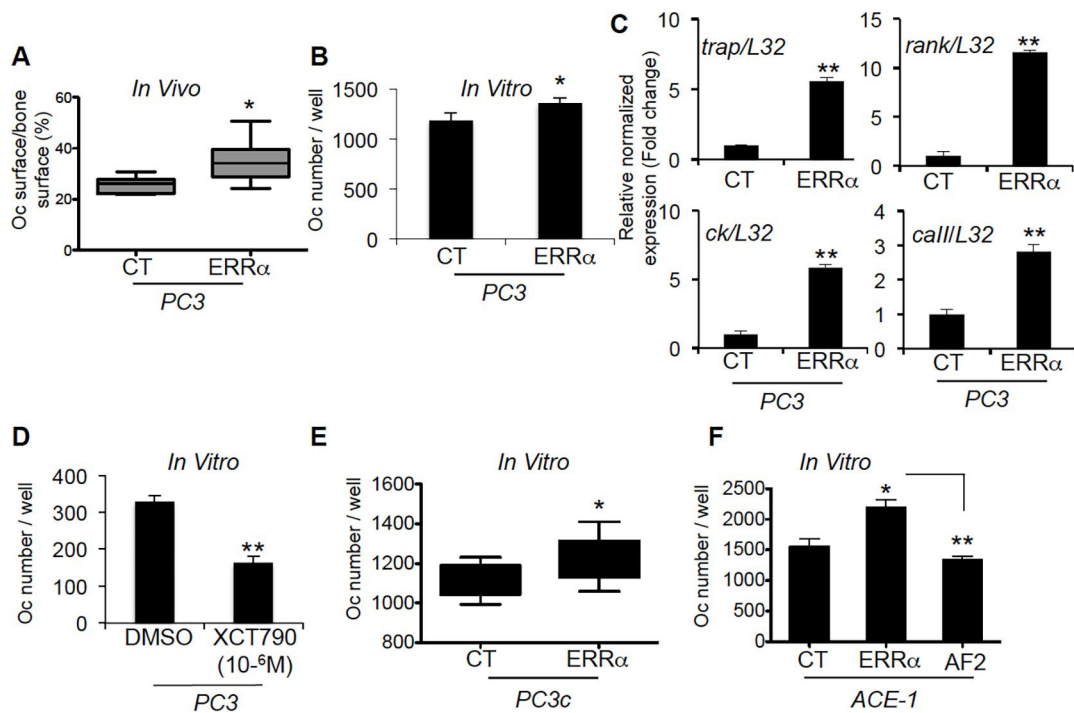 A
In Vivo
*
Oc surface/bone
surface (%)
60
40
20
0
CT
ERRα
PC3
B
In Vitro
*
Oc number / well
1500
1000
500
0
CT
ERRα
PC3
C
Relative normalized
expression (Fold change)
trap/L32
**
10
5
0
CT
ERRα
rank/L32
**
15
10
5
0
CT
ERRα
ck/L32
**
10
5
0
CT
ERRα
PC3
caII/L32
**
4
3
2
1
0
CT
ERRα
PC3
D
In Vitro
Oc number / well
400
300
200
100
0
**
DMSO
XCT790
(10-⁶M)
PC3
E
In Vitro
*
Oc number / well
1600
1400
1200
1000
800
CT
ERRα
PC3c
F
In Vitro
Oc number / well
2500
2000
1500
1000
500
0
*
**
CT
ERRα
AF2
ACE-1